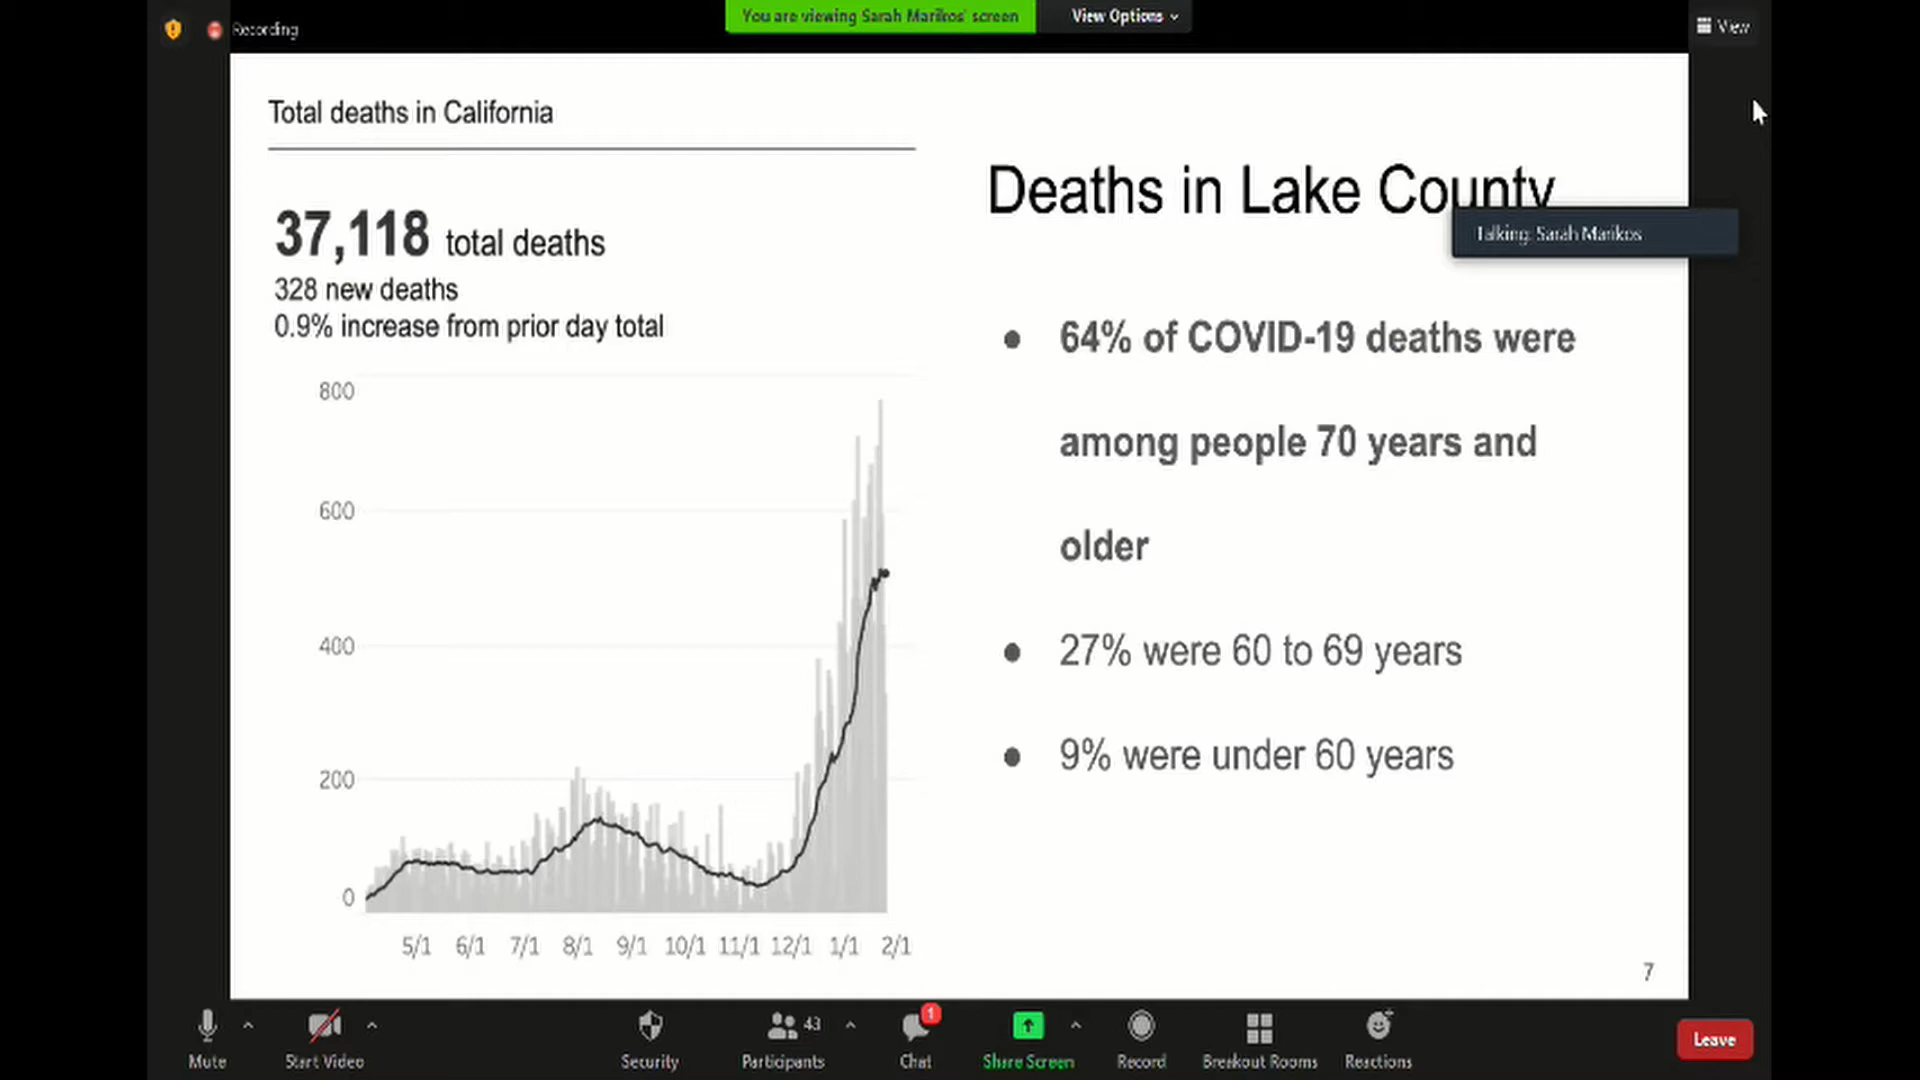 Recording
You are viewing Sarah Marikos' screen
View Options
View
Total deaths in California
37,118 total deaths
328 new deaths
0.9% increase from prior day total
800
600
400
200
0
5/1 6/1 7/1 8/1 9/1 10/1 11/1 12/1 1/1 2/1
Deaths in Lake County
Talking: Sarah Marikos
64% of COVID-19 deaths were
among people 70 years and
older
27% were 60 to 69 years
9% were under 60 years
7
Mute
Start Video
Security
43
Participants
1
Chat
Share Screen
Record
Breakout Rooms
Reactions
Leave